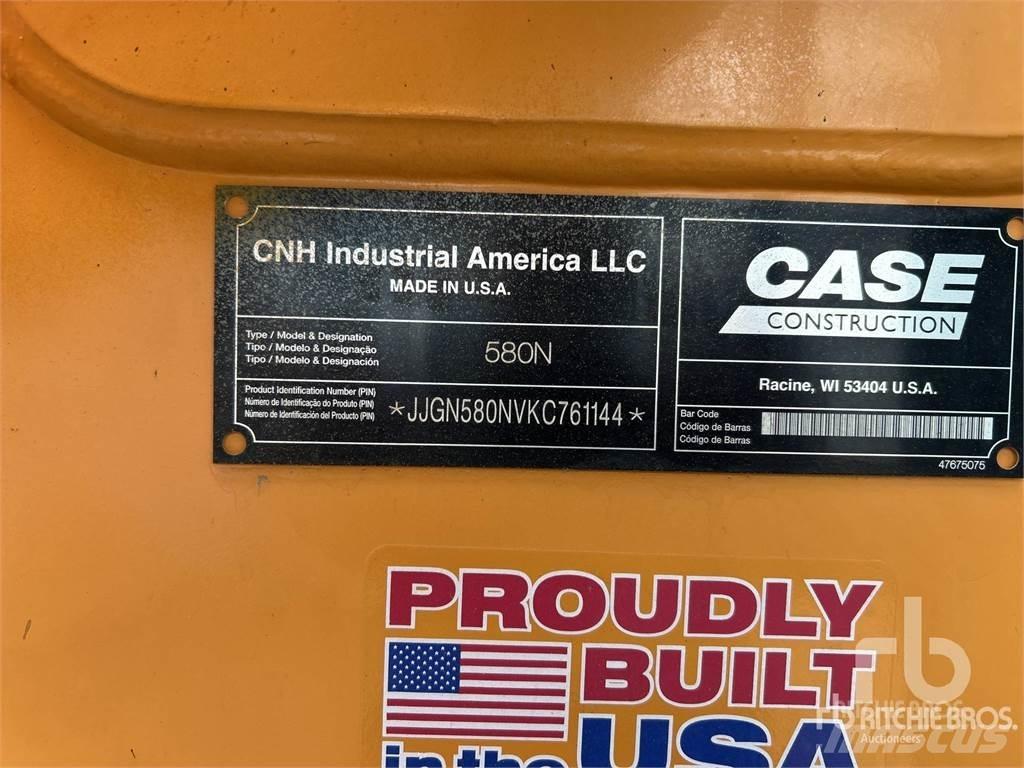 CNH Industrial America LLC
MADE IN U.S.A.
Type / Model & Designation
Tipo / Modelo & Designação
Tipo / Modelo & Designación
580N
Product Identification Number (PIN)
Número de Identificação do Produto (PIN)
Número de Identificación del Producto (PIN)
*JJGN580NVKC761144*
CASE
CONSTRUCTION
Racine, WI 53404 U.S.A.
Bar Code
Código de Barras
Código de Barras
47675075
PROUDLY
BUILT
in the USA
rb
rb RITCHIE BROS.
Auctioneers